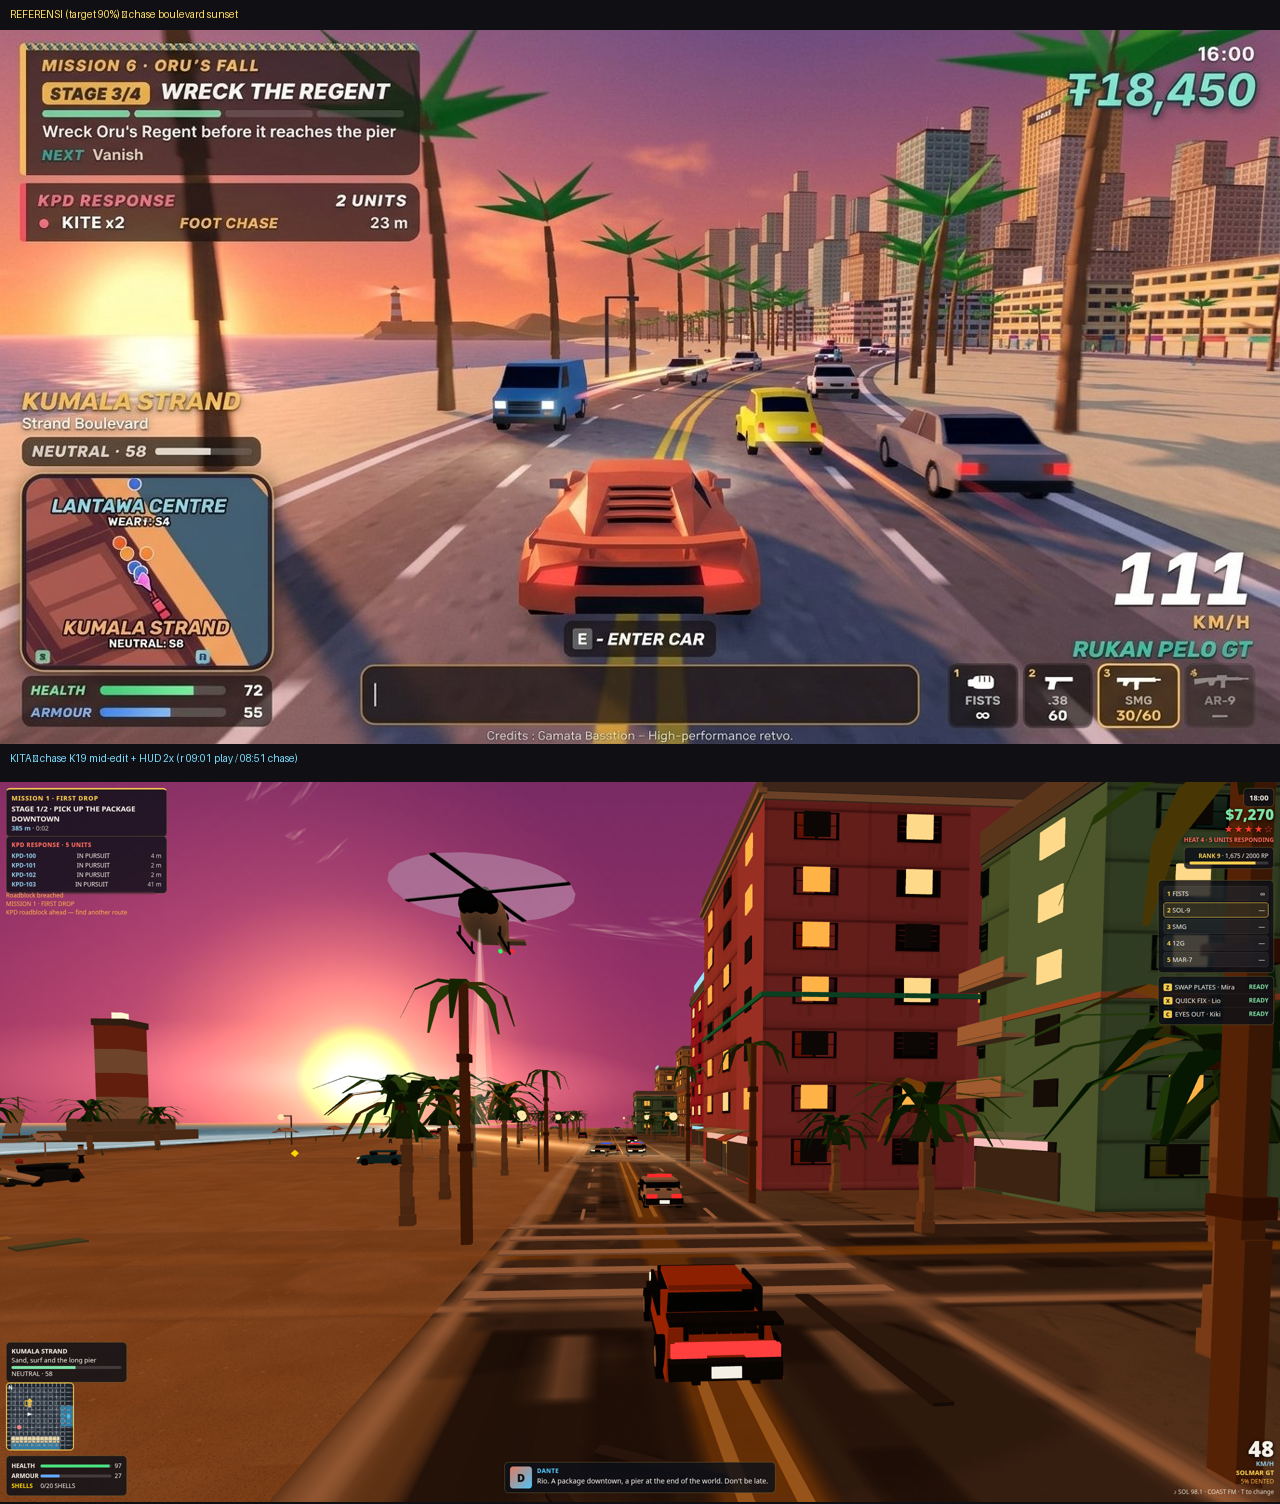 REFERENSI (target 90%) chase boulevard sunset
MISSION 6 · ORU'S FALL
STAGE 3/4 WRECK THE REGENT
Wreck Oru's Regent before it reaches the pier
NEXT Vanish
KPD RESPONSE 2 UNITS
KITE x2 FOOT CHASE 23 m
16:00
₮18,450
KUMALA STRAND
Strand Boulevard
NEUTRAL · 58
LANTAWA CENTRE
KUMALA STRAND
NEUTRAL: S6
S
HEALTH 72
ARMOUR 55
E - ENTER CAR
Credits : Gamata Basstion – High-performance retvo.
111
KM/H
RUKAN PELO GT
1 FISTS ∞
2 .38 60
3 SMG 30/60
AR-9 —
KITA chase K19 mid-edit + HUD 2x (r 09:01 play / 08:51 chase)
MISSION 1 · FIRST DROP
STAGE 1/2 · PICK UP THE PACKAGE
DOWNTOWN
385 m · 0:02
KPD RESPONSE · 5 UNITS
KPD-100 IN PURSUIT 4 m
KPD-101 IN PURSUIT 2 m
KPD-102 IN PURSUIT 2 m
KPD-103 IN PURSUIT 41 m
Roadblock breached
MISSION 1 · FIRST DROP
KPD roadblock ahead — find another route
18:00
$7,270
★★★★☆
HEAT 4 · 5 UNITS RESPONDING
RANK 9 · 1,675 / 2000 RP
1 FISTS ∞
2 SOL-9 —
3 SMG —
4 12G —
5 MAR-7 —
Z SWAP PLATES · Mira READY
X QUICK FIX · Lio READY
C EYES OUT · Kiki READY
KUMALA STRAND
Sand, surf and the long pier
NEUTRAL · 58
N
HEALTH 97
ARMOUR 27
SHELLS 0/20 SHELLS
D
DANTE
Rio. A package downtown, a pier at the end of the world. Don't be late.
48
KM/H
SOLMAR GT
5% DENTED
♪ SOL 98.1 · COAST FM · T to change